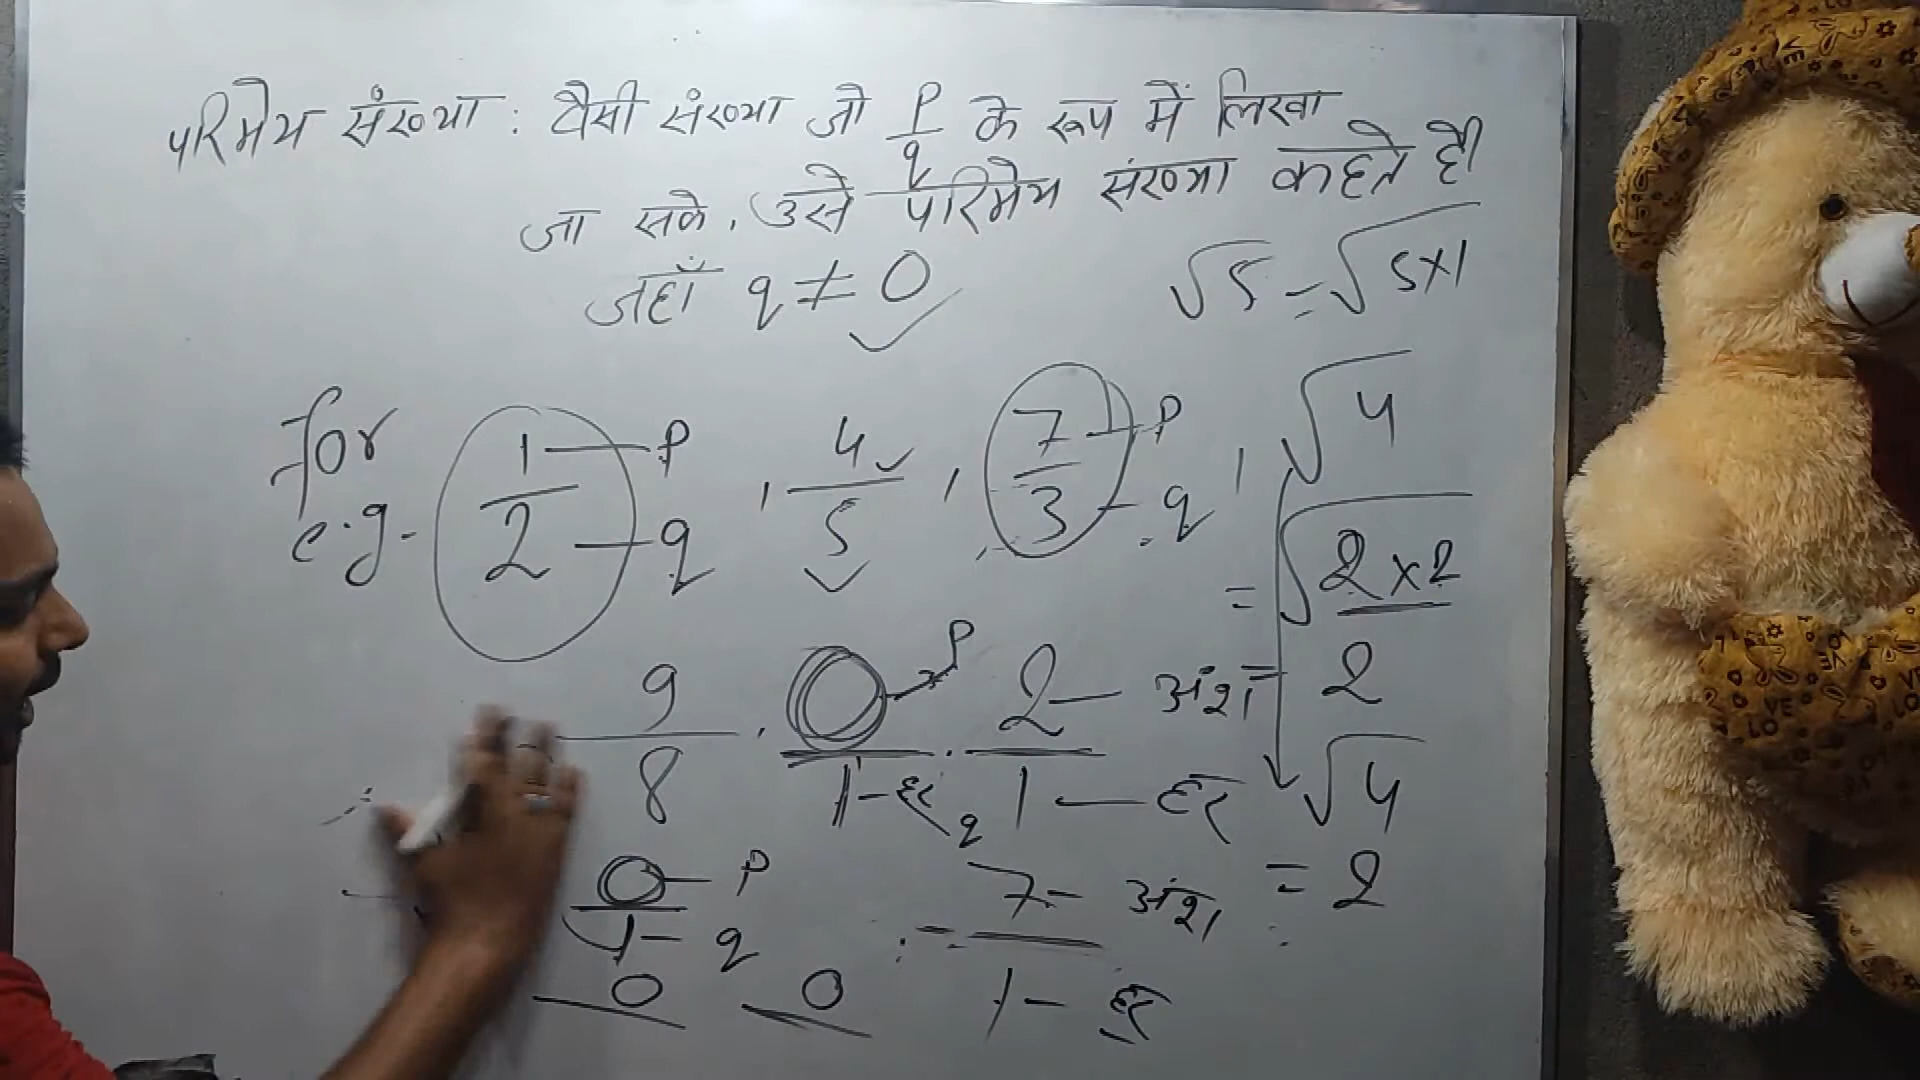 परिमेय संख्या : वैसी संख्या जो p/q के रूप में लिखा
जा सके, उसे परिमेय संख्या कहते हैं
जहाँ q ≠ 0
√5 = √5×1
for e.g. 1/2 – p q , 4/5 , 7/3 – p q , √4
= √2×2
9/8 , 0/1 – p हर q , 2/1 – अंश हर
= 2
√4
= 2
0/1 – p q
7/1 – अंश हर
0 0